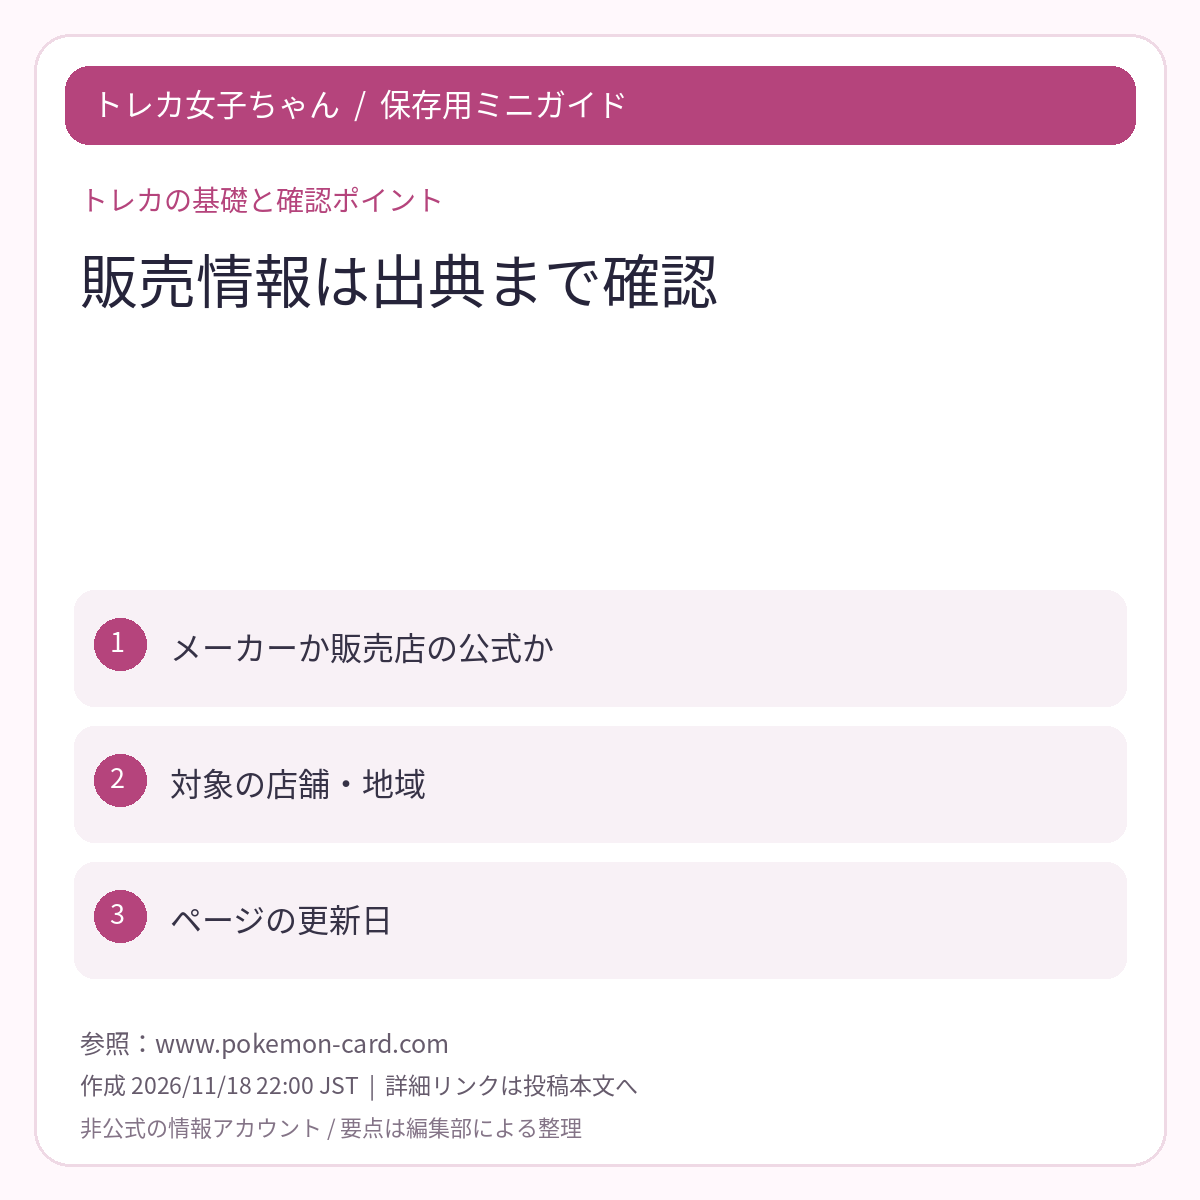 トレカ女子ちゃん / 保存用ミニガイド
トレカの基礎と確認ポイント
販売情報は出典まで確認
1 メーカーか販売店の公式か
2 対象の店舗・地域
3 ページの更新日
参照：www.pokemon-card.com
作成 2026/11/18 22:00 JST｜詳細リンクは投稿本文へ
非公式の情報アカウント / 要点は編集部による整理